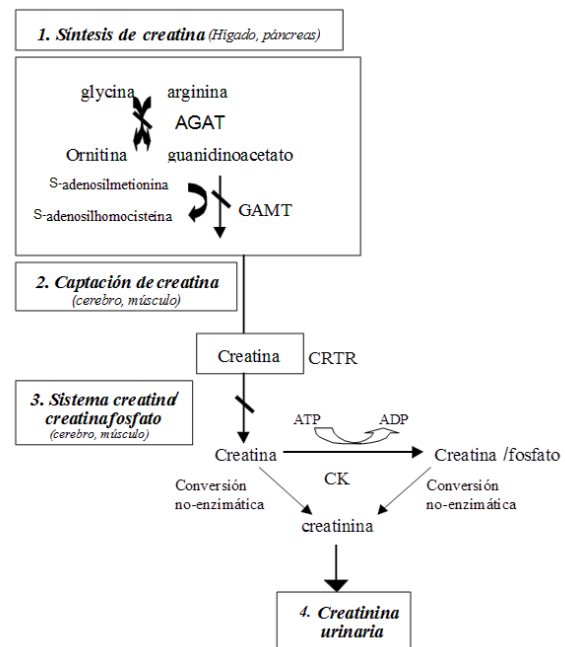 1. Síntesis de creatina (Hígado, páncreas)
glycina arginina
AGAT
Ornitina guanidinoacetato
S-adenosilmetionina
S-adenosilhomocisteina
GAMT
2. Captación de creatina
(cerebro, músculo)
Creatina CRTR
3. Sistema creatina/
creatinafosfato
(cerebro, músculo)
ATP ADP
Creatina Creatina /fosfato
CK
Conversión
no-enzimática
Conversión
no-enzimática
creatinina
4. Creatinina
urinaria